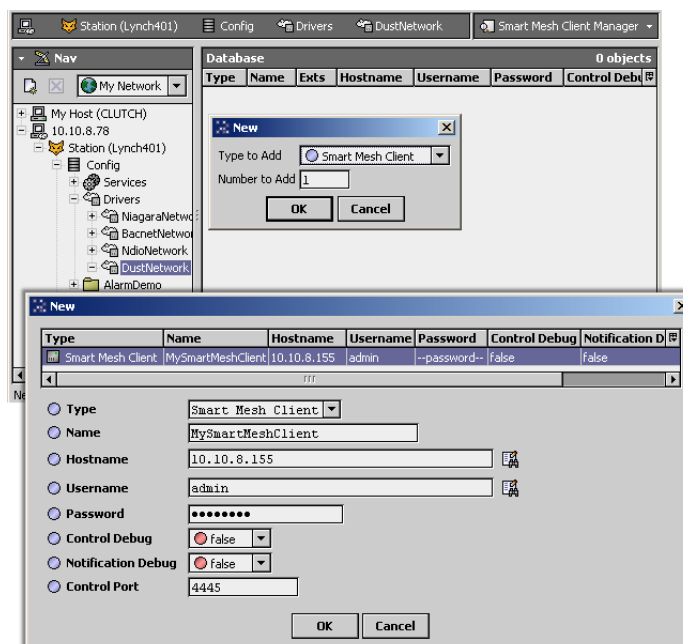 Station (Lynch401) Config Drivers DustNetwork Smart Mesh Client Manager
Nav
My Network
My Host (CLUTCH)
10.10.8.78
Station (Lynch401)
Config
Services
Drivers
NiagaraNetwo
BacnetNetwo
NdioNetwork
DustNetwork
AlarmDemo
Ne
Database 0 objects
Type Name Exts Hostname Username Password Control Debu
New
Type to Add Smart Mesh Client
Number to Add 1
OK Cancel
New
Type Name Hostname Username Password Control Debug Notification D
Smart Mesh Client MySmartMeshClient 10.10.8.155 admin --password-- false false
Type Smart Mesh Client
Name MySmartMeshClient
Hostname 10.10.8.155
Username admin
Password ••••••••
Control Debug false
Notification Debug false
Control Port 4445
OK Cancel